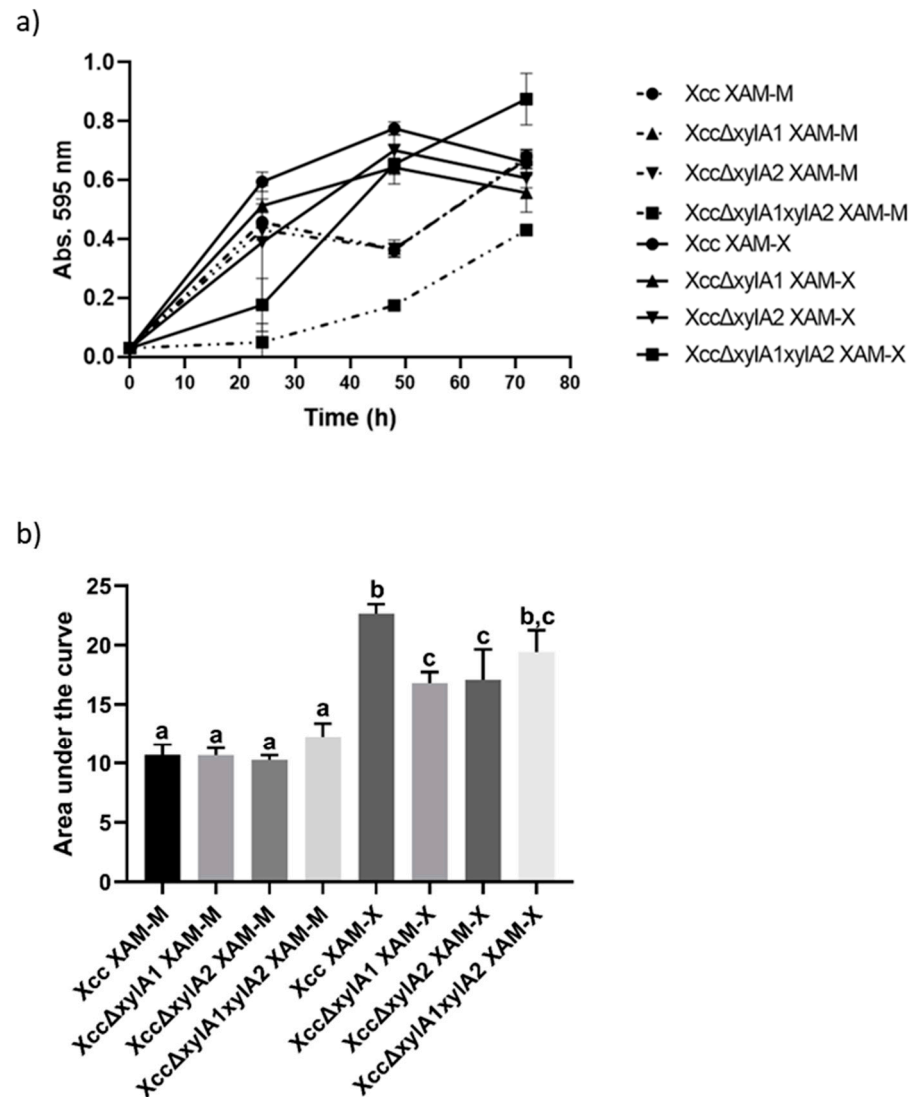 a)
1.0
0.8
0.6
0.4
0.2
0.0
Abs. 595 nm
0 10 20 30 40 50 60 70 80
Time (h)
Xcc XAM-M
XccΔxylA1 XAM-M
XccΔxylA2 XAM-M
XccΔxylA1xylA2 XAM-M
Xcc XAM-X
XccΔxylA1 XAM-X
XccΔxylA2 XAM-X
XccΔxylA1xylA2 XAM-X
b)
25
20
15
10
5
0
Area under the curve
a a a a b c c b,c
Xcc XAM-M
XccΔxylA1 XAM-M
XccΔxylA2 XAM-M
XccΔxylA1xylA2 XAM-M
Xcc XAM-X
XccΔxylA1 XAM-X
XccΔxylA2 XAM-X
XccΔxylA1xylA2 XAM-X